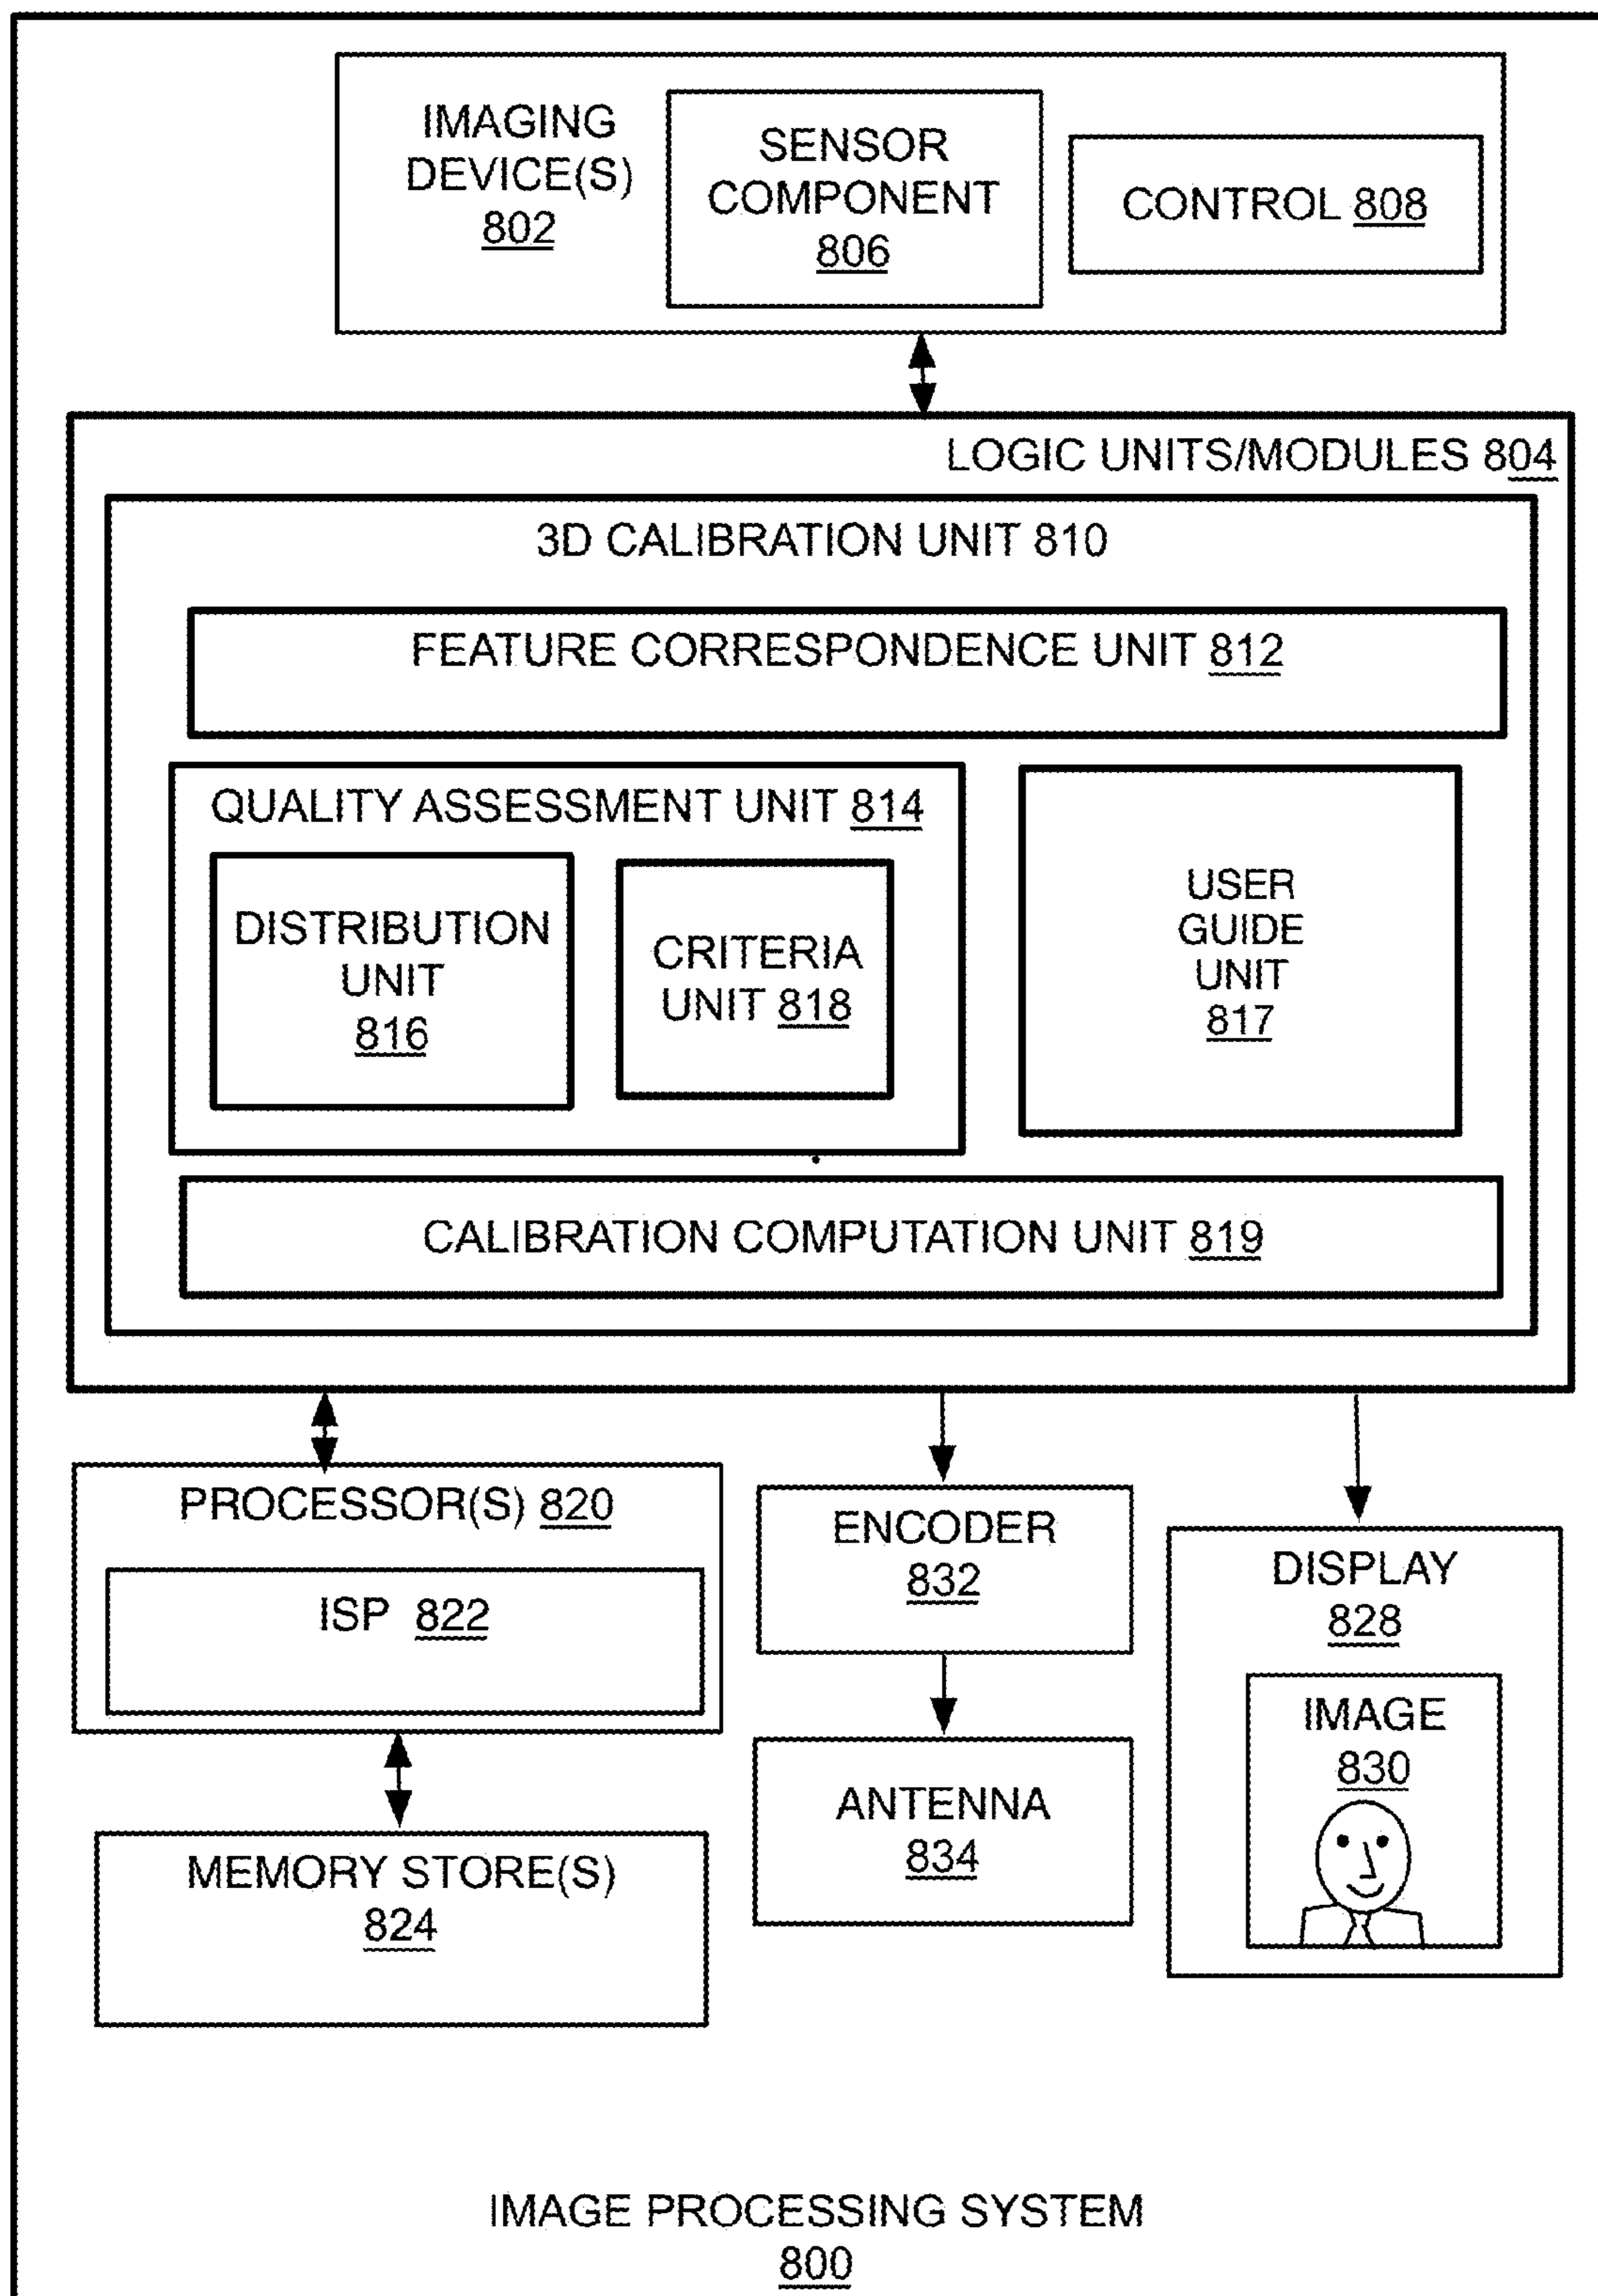 IMAGING
DEVICE(S)
802
SENSOR
COMPONENT
806
CONTROL 808
LOGIC UNITS/MODULES 804
3D CALIBRATION UNIT 810
FEATURE CORRESPONDENCE UNIT 812
QUALITY ASSESSMENT UNIT 814
DISTRIBUTION
UNIT
816
CRITERIA
UNIT 818
USER
GUIDE
UNIT
817
CALIBRATION COMPUTATION UNIT 819
PROCESSOR(S) 820
ISP 822
MEMORY STORE(S)
824
ENCODER
832
ANTENNA
834
DISPLAY
828
IMAGE
830
IMAGE PROCESSING SYSTEM
800